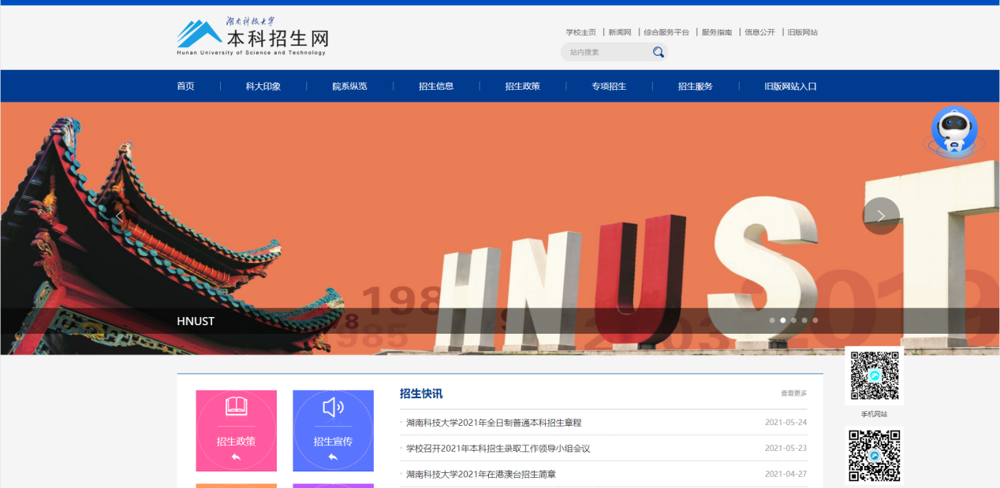 湖南科技大学
本科招生网
Hunan University of Science and Technology
学校主页 | 新闻网 | 综合服务平台 | 服务指南 | 信息公开 | 旧版网站
站内搜索
首页 | 科大印象 | 院系纵览 | 招生信息 | 招生政策 | 专项招生 | 招生服务 | 旧版网站入口
HNUST
1985
2003
2019
HNUST
招生政策
招生宣传
招生快讯 查看更多
湖南科技大学2021年全日制普通本科招生章程 2021-05-24
学校召开2021年本科招生录取工作领导小组会议 2021-05-23
湖南科技大学2021年在港澳台招生简章 2021-04-27
手机网站